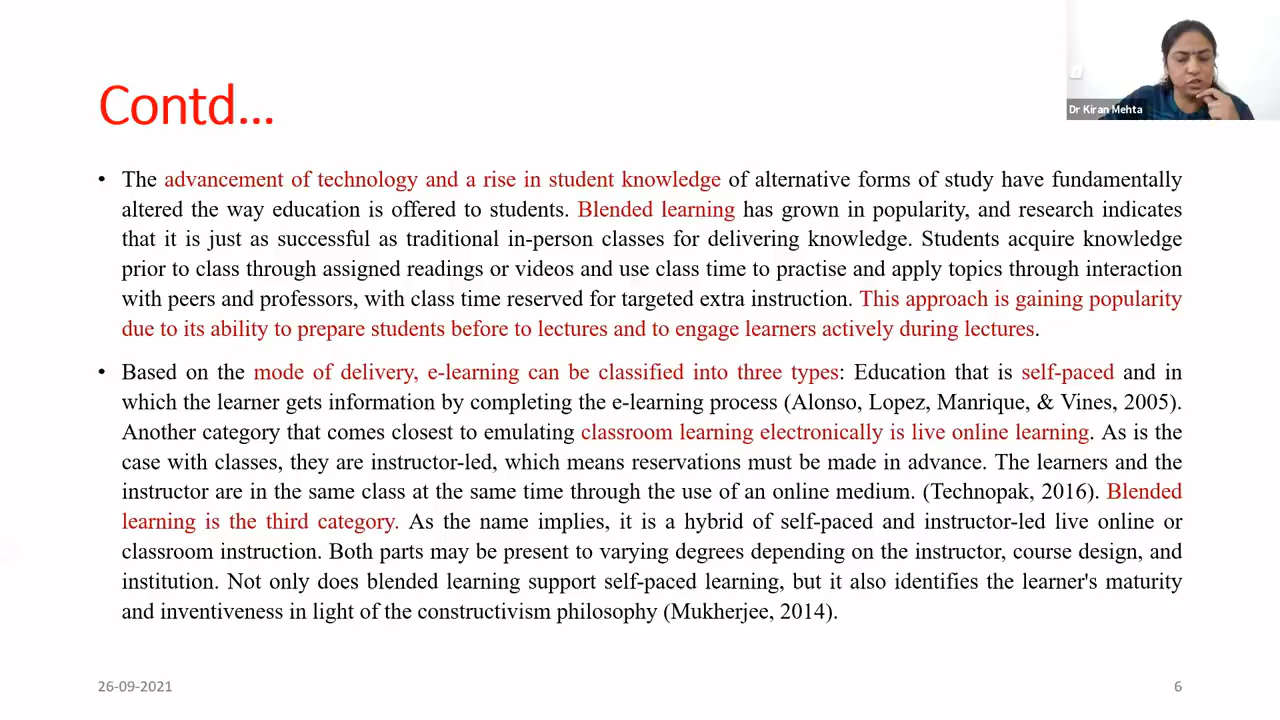 Dr Kiran Mehta
Contd...
• The advancement of technology and a rise in student knowledge of alternative forms of study have fundamentally
altered the way education is offered to students. Blended learning has grown in popularity, and research indicates
that it is just as successful as traditional in-person classes for delivering knowledge. Students acquire knowledge
prior to class through assigned readings or videos and use class time to practise and apply topics through interaction
with peers and professors, with class time reserved for targeted extra instruction. This approach is gaining popularity
due to its ability to prepare students before to lectures and to engage learners actively during lectures.
• Based on the mode of delivery, e-learning can be classified into three types: Education that is self-paced and in
which the learner gets information by completing the e-learning process (Alonso, Lopez, Manrique, & Vines, 2005).
Another category that comes closest to emulating classroom learning electronically is live online learning. As is the
case with classes, they are instructor-led, which means reservations must be made in advance. The learners and the
instructor are in the same class at the same time through the use of an online medium. (Technopak, 2016). Blended
learning is the third category. As the name implies, it is a hybrid of self-paced and instructor-led live online or
classroom instruction. Both parts may be present to varying degrees depending on the instructor, course design, and
institution. Not only does blended learning support self-paced learning, but it also identifies the learner's maturity
and inventiveness in light of the constructivism philosophy (Mukherjee, 2014).
26-09-2021
6